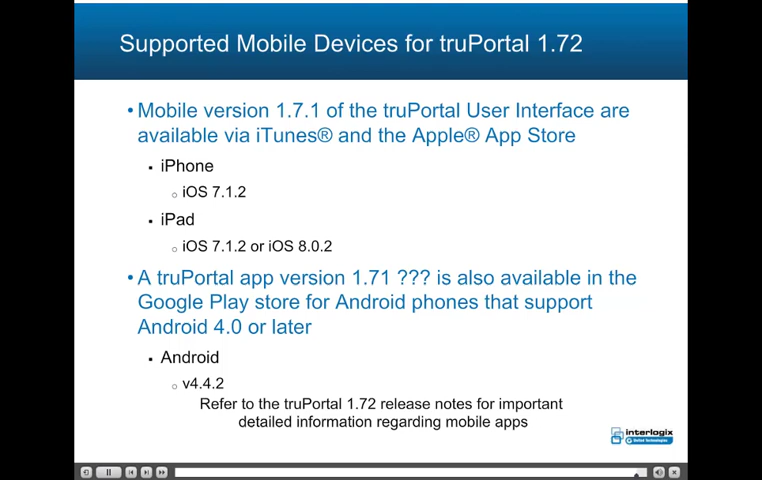 Supported Mobile Devices for truPortal 1.72
• Mobile version 1.7.1 of the truPortal User Interface are
available via iTunes® and the Apple® App Store
▪ iPhone
○ iOS 7.1.2
▪ iPad
○ iOS 7.1.2 or iOS 8.0.2
• A truPortal app version 1.71 ??? is also available in the
Google Play store for Android phones that support
Android 4.0 or later
▪ Android
○ v4.4.2
Refer to the truPortal 1.72 release notes for important
detailed information regarding mobile apps
interlogix
United Technologies